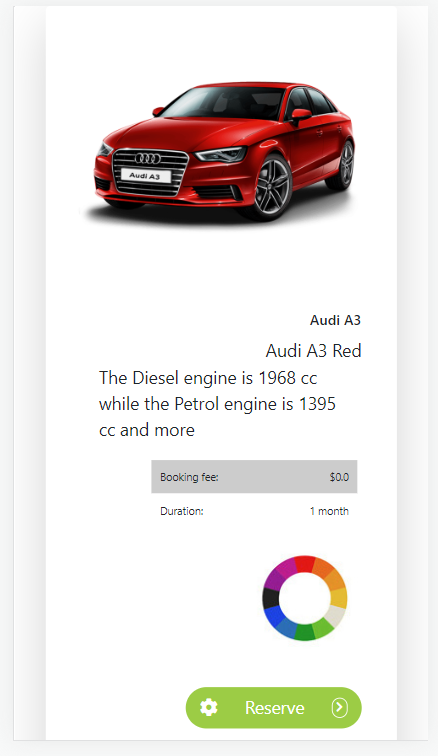 Audi A3
Audi A3
Audi A3 Red
The Diesel engine is 1968 cc
while the Petrol engine is 1395
cc and more
Booking fee: $0.0
Duration: 1 month
Reserve